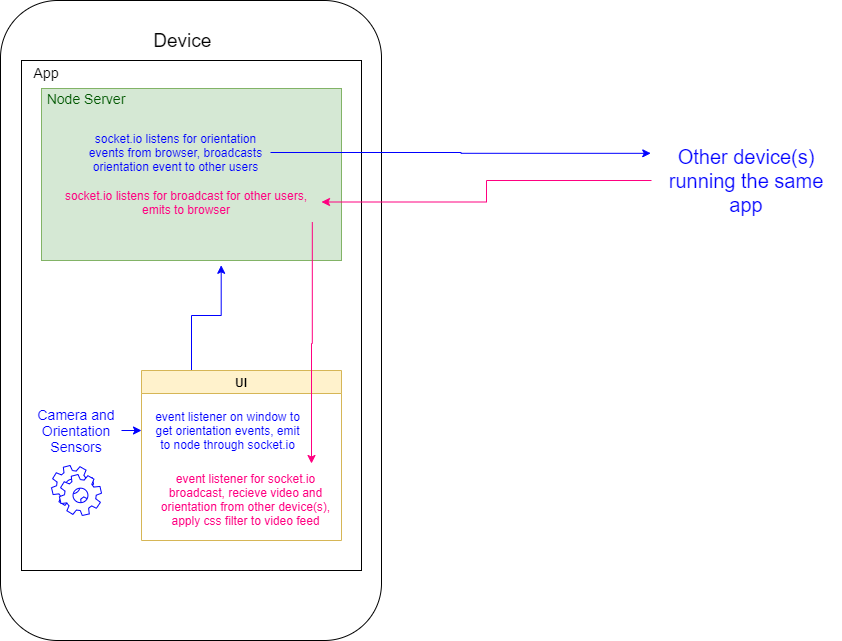 Device
App
Node Server
socket.io listens for orientation
events from browser, broadcasts
orientation event to other users
socket.io listens for broadcast for other users,
emits to browser
Other device(s)
running the same
app
UI
Camera and
Orientation
Sensors
event listener on window to
get orientation events, emit
to node through socket.io
event listener for socket.io
broadcast, recieve video and
orientation from other device(s),
apply css filter to video feed